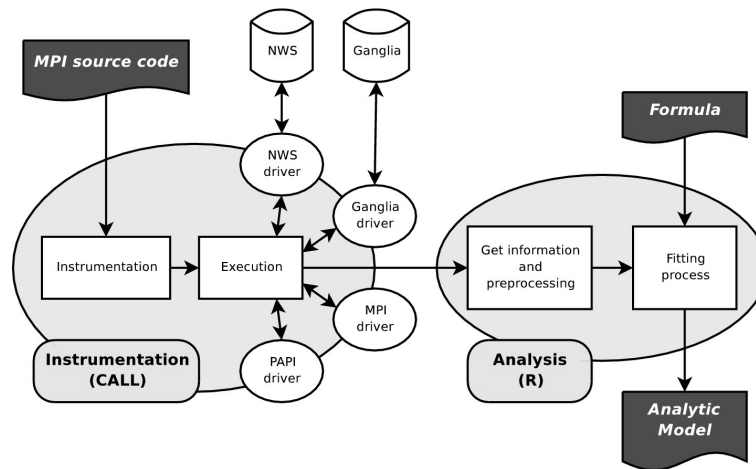 MPI source code
NWS
Ganglia
NWS
driver
Ganglia
driver
Formula
Instrumentation
Execution
Get information
and
preprocessing
Fitting
process
MPI
driver
PAPI
driver
Instrumentation
(CALL)
Analysis
(R)
Analytic
Model